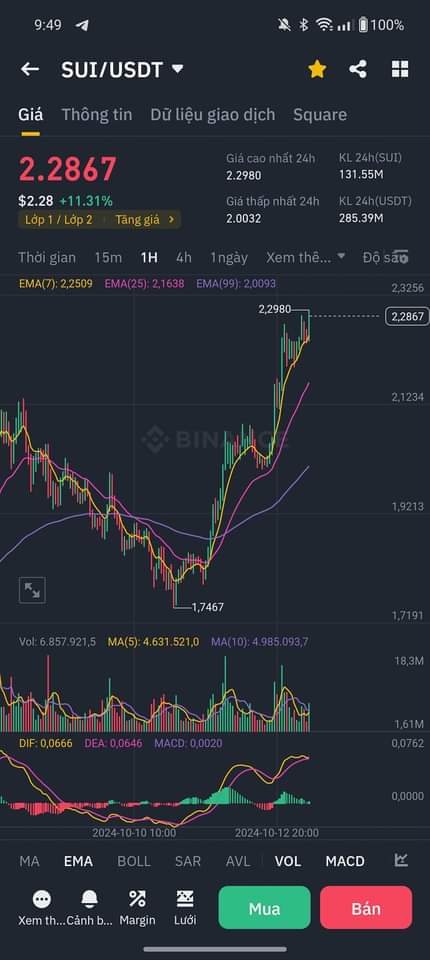 9:49 100%
SUI/USDT
Giá Thông tin Dữ liệu giao dịch Square
2.2867
$2.28 +11.31%
Lớp 1 / Lớp 2 Tăng giá
Giá cao nhất 24h KL 24h(SUI)
2.2980 131.55M
Giá thấp nhất 24h KL 24h(USDT)
2.0032 285.39M
Thời gian 15m 1H 4h 1ngày Xem thê... Độ sâu
EMA(7): 2,2509 EMA(25): 2,1638 EMA(99): 2,0093
2,3256
2,2980
2,2867
2,1234
BINANCE
1,9213
1,7467
1,7191
Vol: 6.857.921,5 MA(5): 4.631.521,0 MA(10): 4.985.093,7
18,3M
1,61M
DIF: 0,0666 DEA: 0,0646 MACD: 0,0020
0,0762
0,0000
2024-10-10 10:00 2024-10-12 20:00
MA EMA BOLL SAR AVL VOL MACD
Xem th... Cảnh b... Margin Lưới Mua Bán